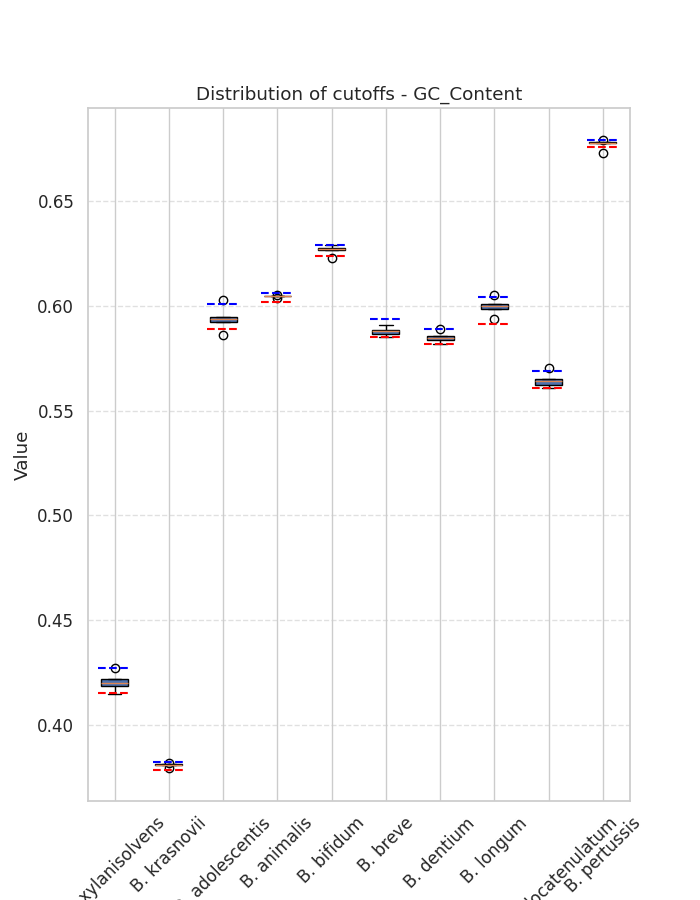 Distribution of cutoffs - GC_Content
Value
0.65
0.60
0.55
0.50
0.45
0.40
xylanisolvens
B. krasnovii
adolescentis
B. animalis
B. bifidum
B. breve
B. dentium
B. longum
B. pertussis